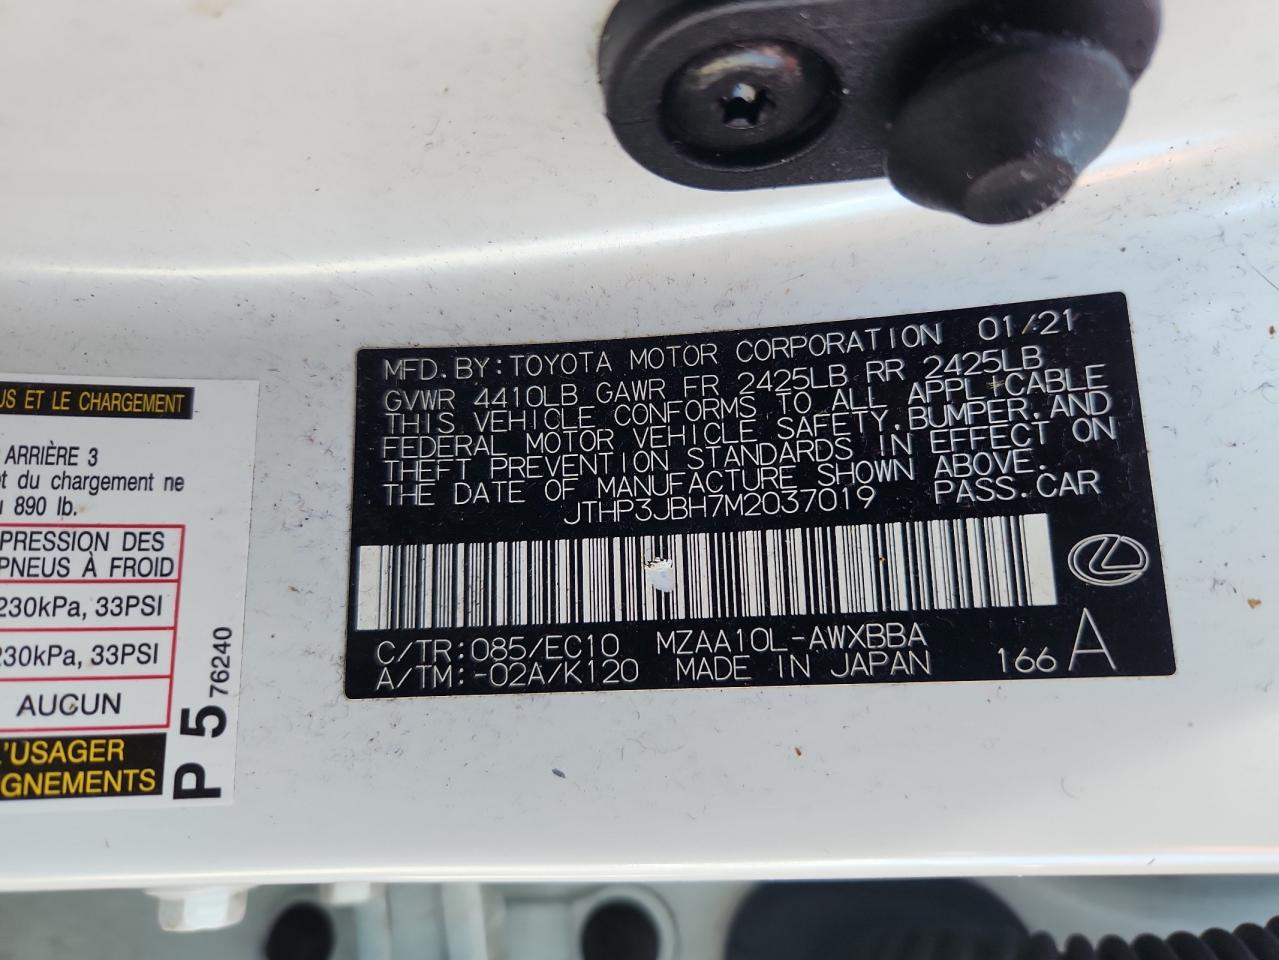 US ET LE CHARGEMENT
ARRIÈRE 3
et du chargement ne
890 lb.
PRESSION DES
PNEUS À FROID
230kPa, 33PSI
230kPa, 33PSI
AUCUN
L'USAGER
GNEMENTS
P 5 76240
MFD. BY: TOYOTA MOTOR CORPORATION 01/21
GVWR 4410LB GAWR FR 2425LB RR 2425LB
THIS VEHICLE CONFORMS TO ALL APPLICABLE
FEDERAL MOTOR VEHICLE SAFETY, BUMPER, AND
THEFT PREVENTION STANDARDS IN EFFECT ON
THE DATE OF MANUFACTURE SHOWN ABOVE.
JTHP3JBH7M2037019 PASS. CAR
C/TR: 085/EC10 MZAA10L-AWXBBA
A/TM: -02A/K120 MADE IN JAPAN 166 A